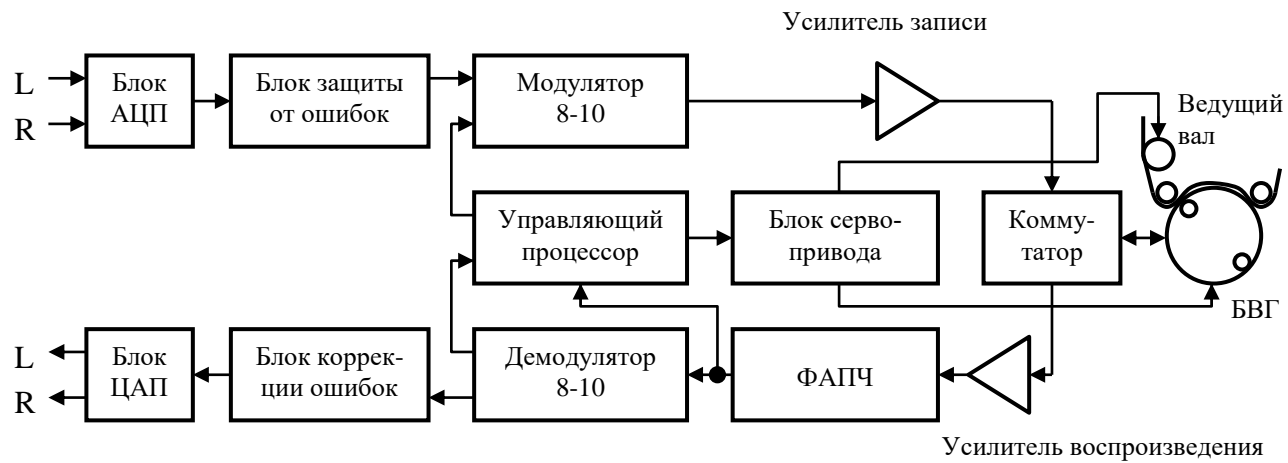 Усилитель записи
L
R
Блок
АЦП
Блок защиты
от ошибок
Модулятор
8-10
Ведущий
вал
Управляющий
процессор
Блок серво-
привода
Комму-
татор
БВГ
L
R
Блок
ЦАП
Блок коррек-
ции ошибок
Демодулятор
8-10
ФАПЧ
Усилитель воспроизведения